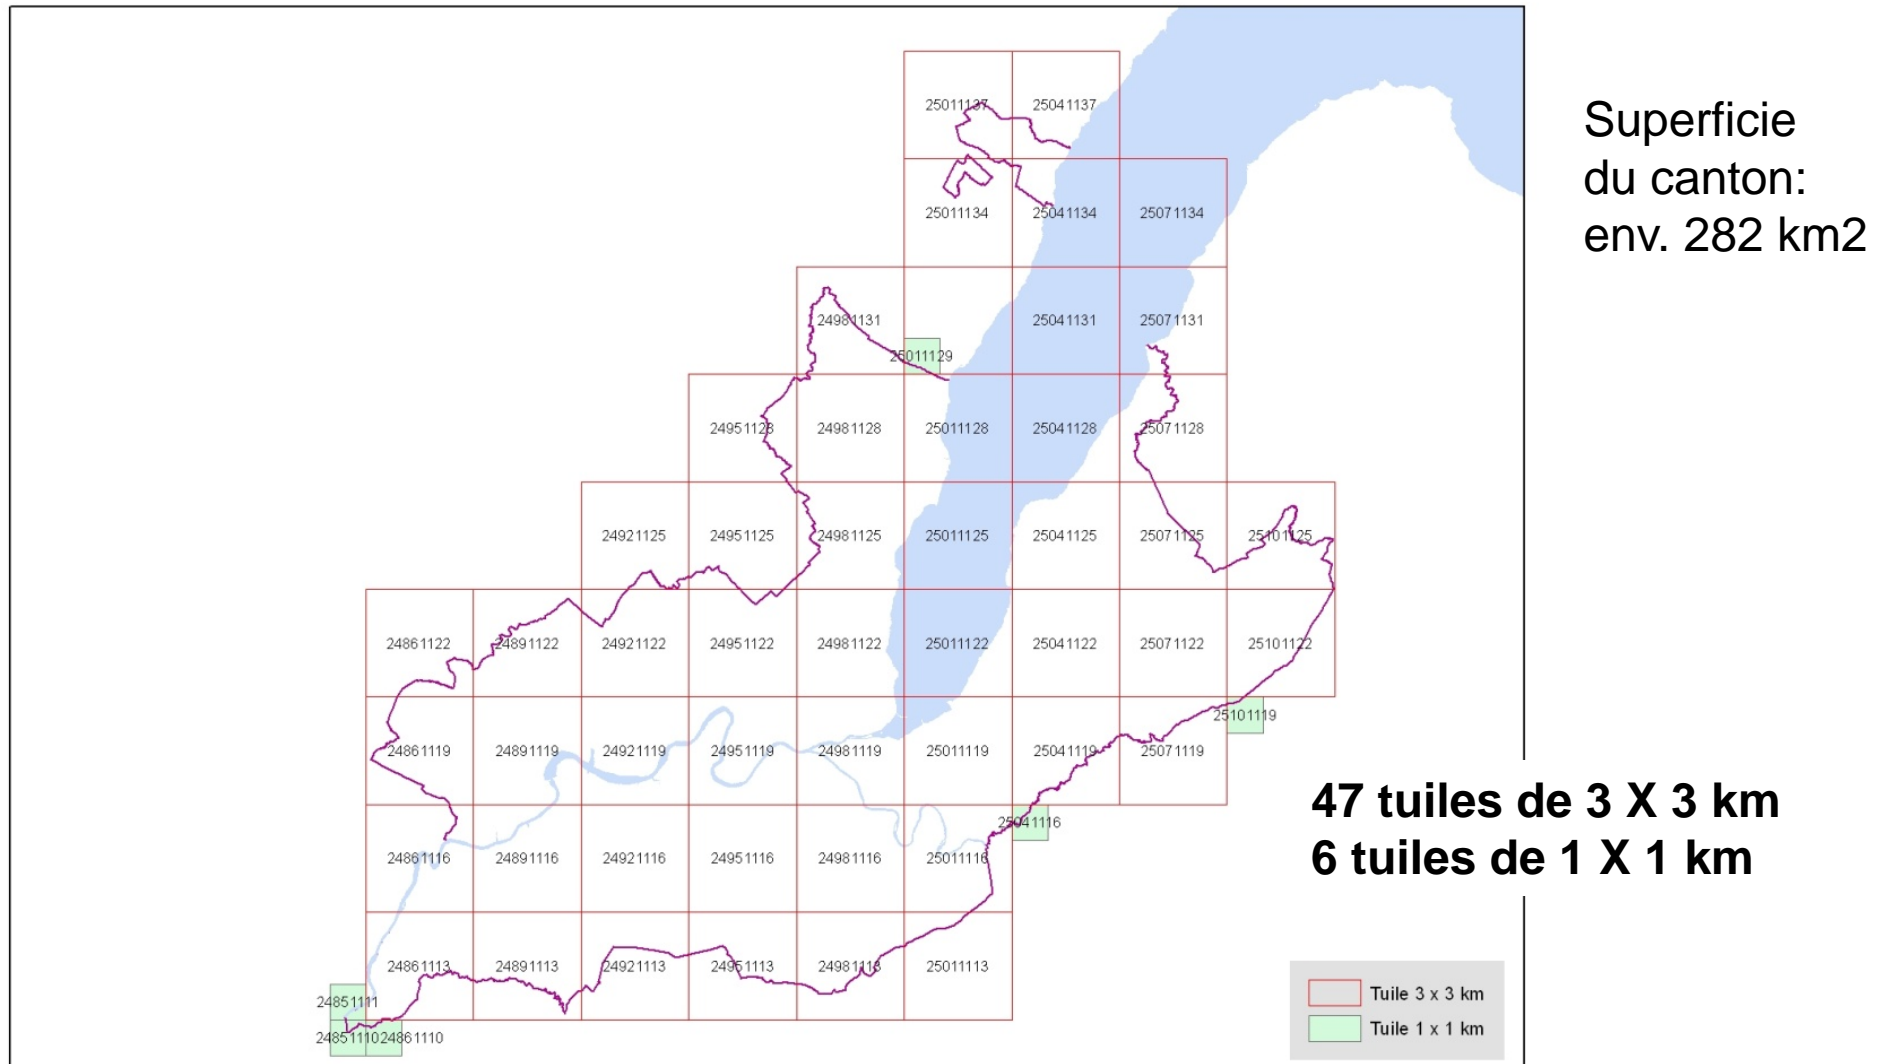 25011137 25041137
Superficie
du canton:
env. 282 km2
25011134 25041134 25071134
24981131 25041131 25071131
25011129
24951128 24981128 25011128 25041128 25071128
24921125 24951125 24981125 25011125 25041125 25071125 25101125
24861122 24891122 24921122 24951122 24981122 25011122 25041122 25071122 25101122
25101119
24861119 24891119 24921119 24951119 24981119 25011119 25041119 25071119
47 tuiles de 3 X 3 km
6 tuiles de 1 X 1 km
25041116
24861116 24891116 24921116 24951116 24981116 25011116
24861113 24891113 24921113 24951113 24981113 25011113
Tuile 3 x 3 km
Tuile 1 x 1 km
24851111
24851110 24861110